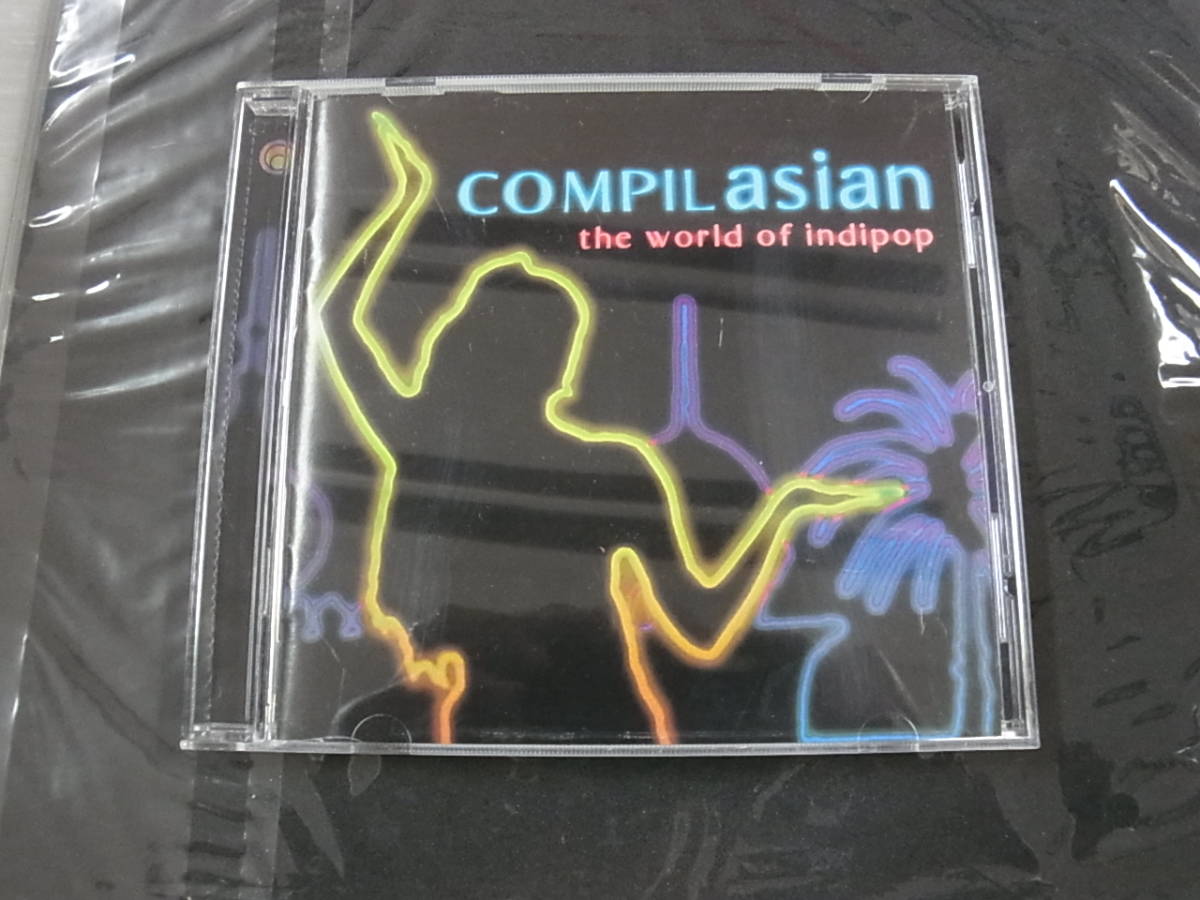 COMPILasian
the world of indipop